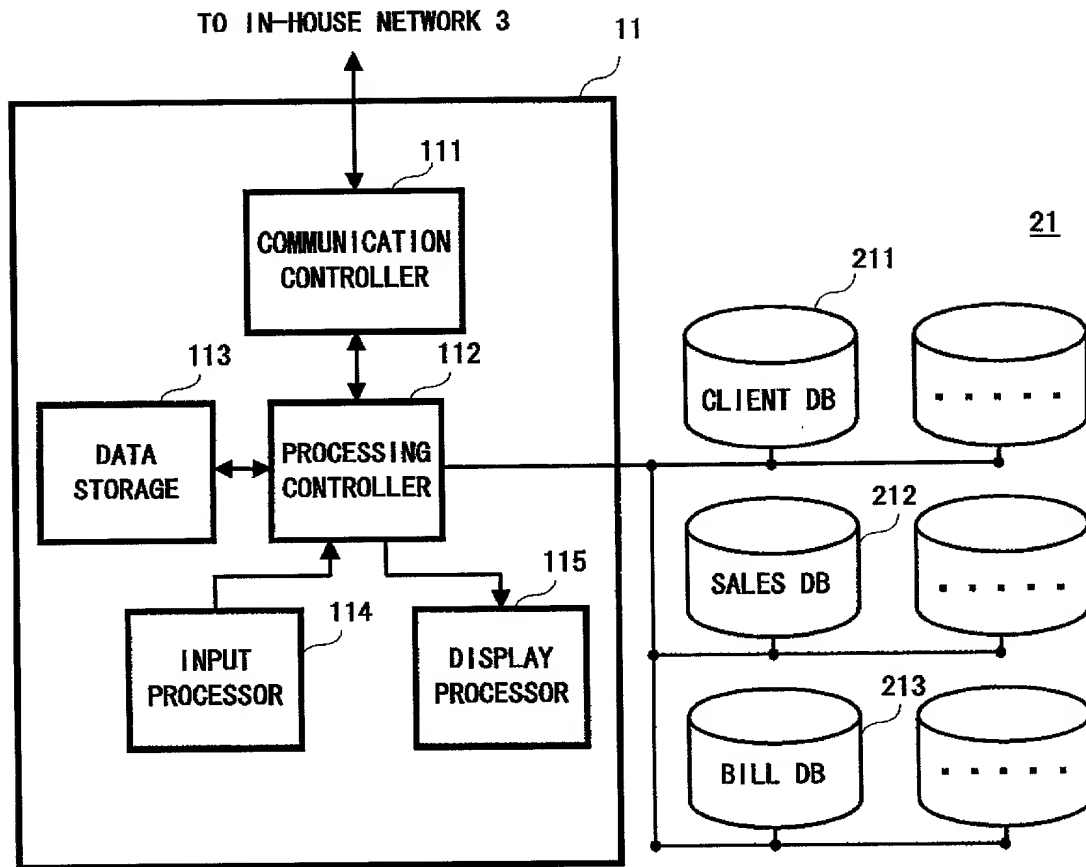 TO IN-HOUSE NETWORK 3
11
111
COMMUNICATION
CONTROLLER
21
211
CLIENT DB
.....
113
112
DATA
STORAGE
PROCESSING
CONTROLLER
212
SALES DB
.....
114
115
INPUT
PROCESSOR
DISPLAY
PROCESSOR
213
BILL DB
.....